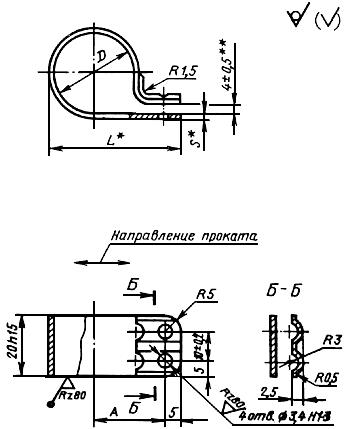 (√)
D
R1,5
4±0,5**
L*
S*
Направление проката
Б
R5
Б-Б
20h15
R3
5
R0,5
Rz80
A
Б
5
Rz80
2,5
4 отв. ⌀3,4 H13